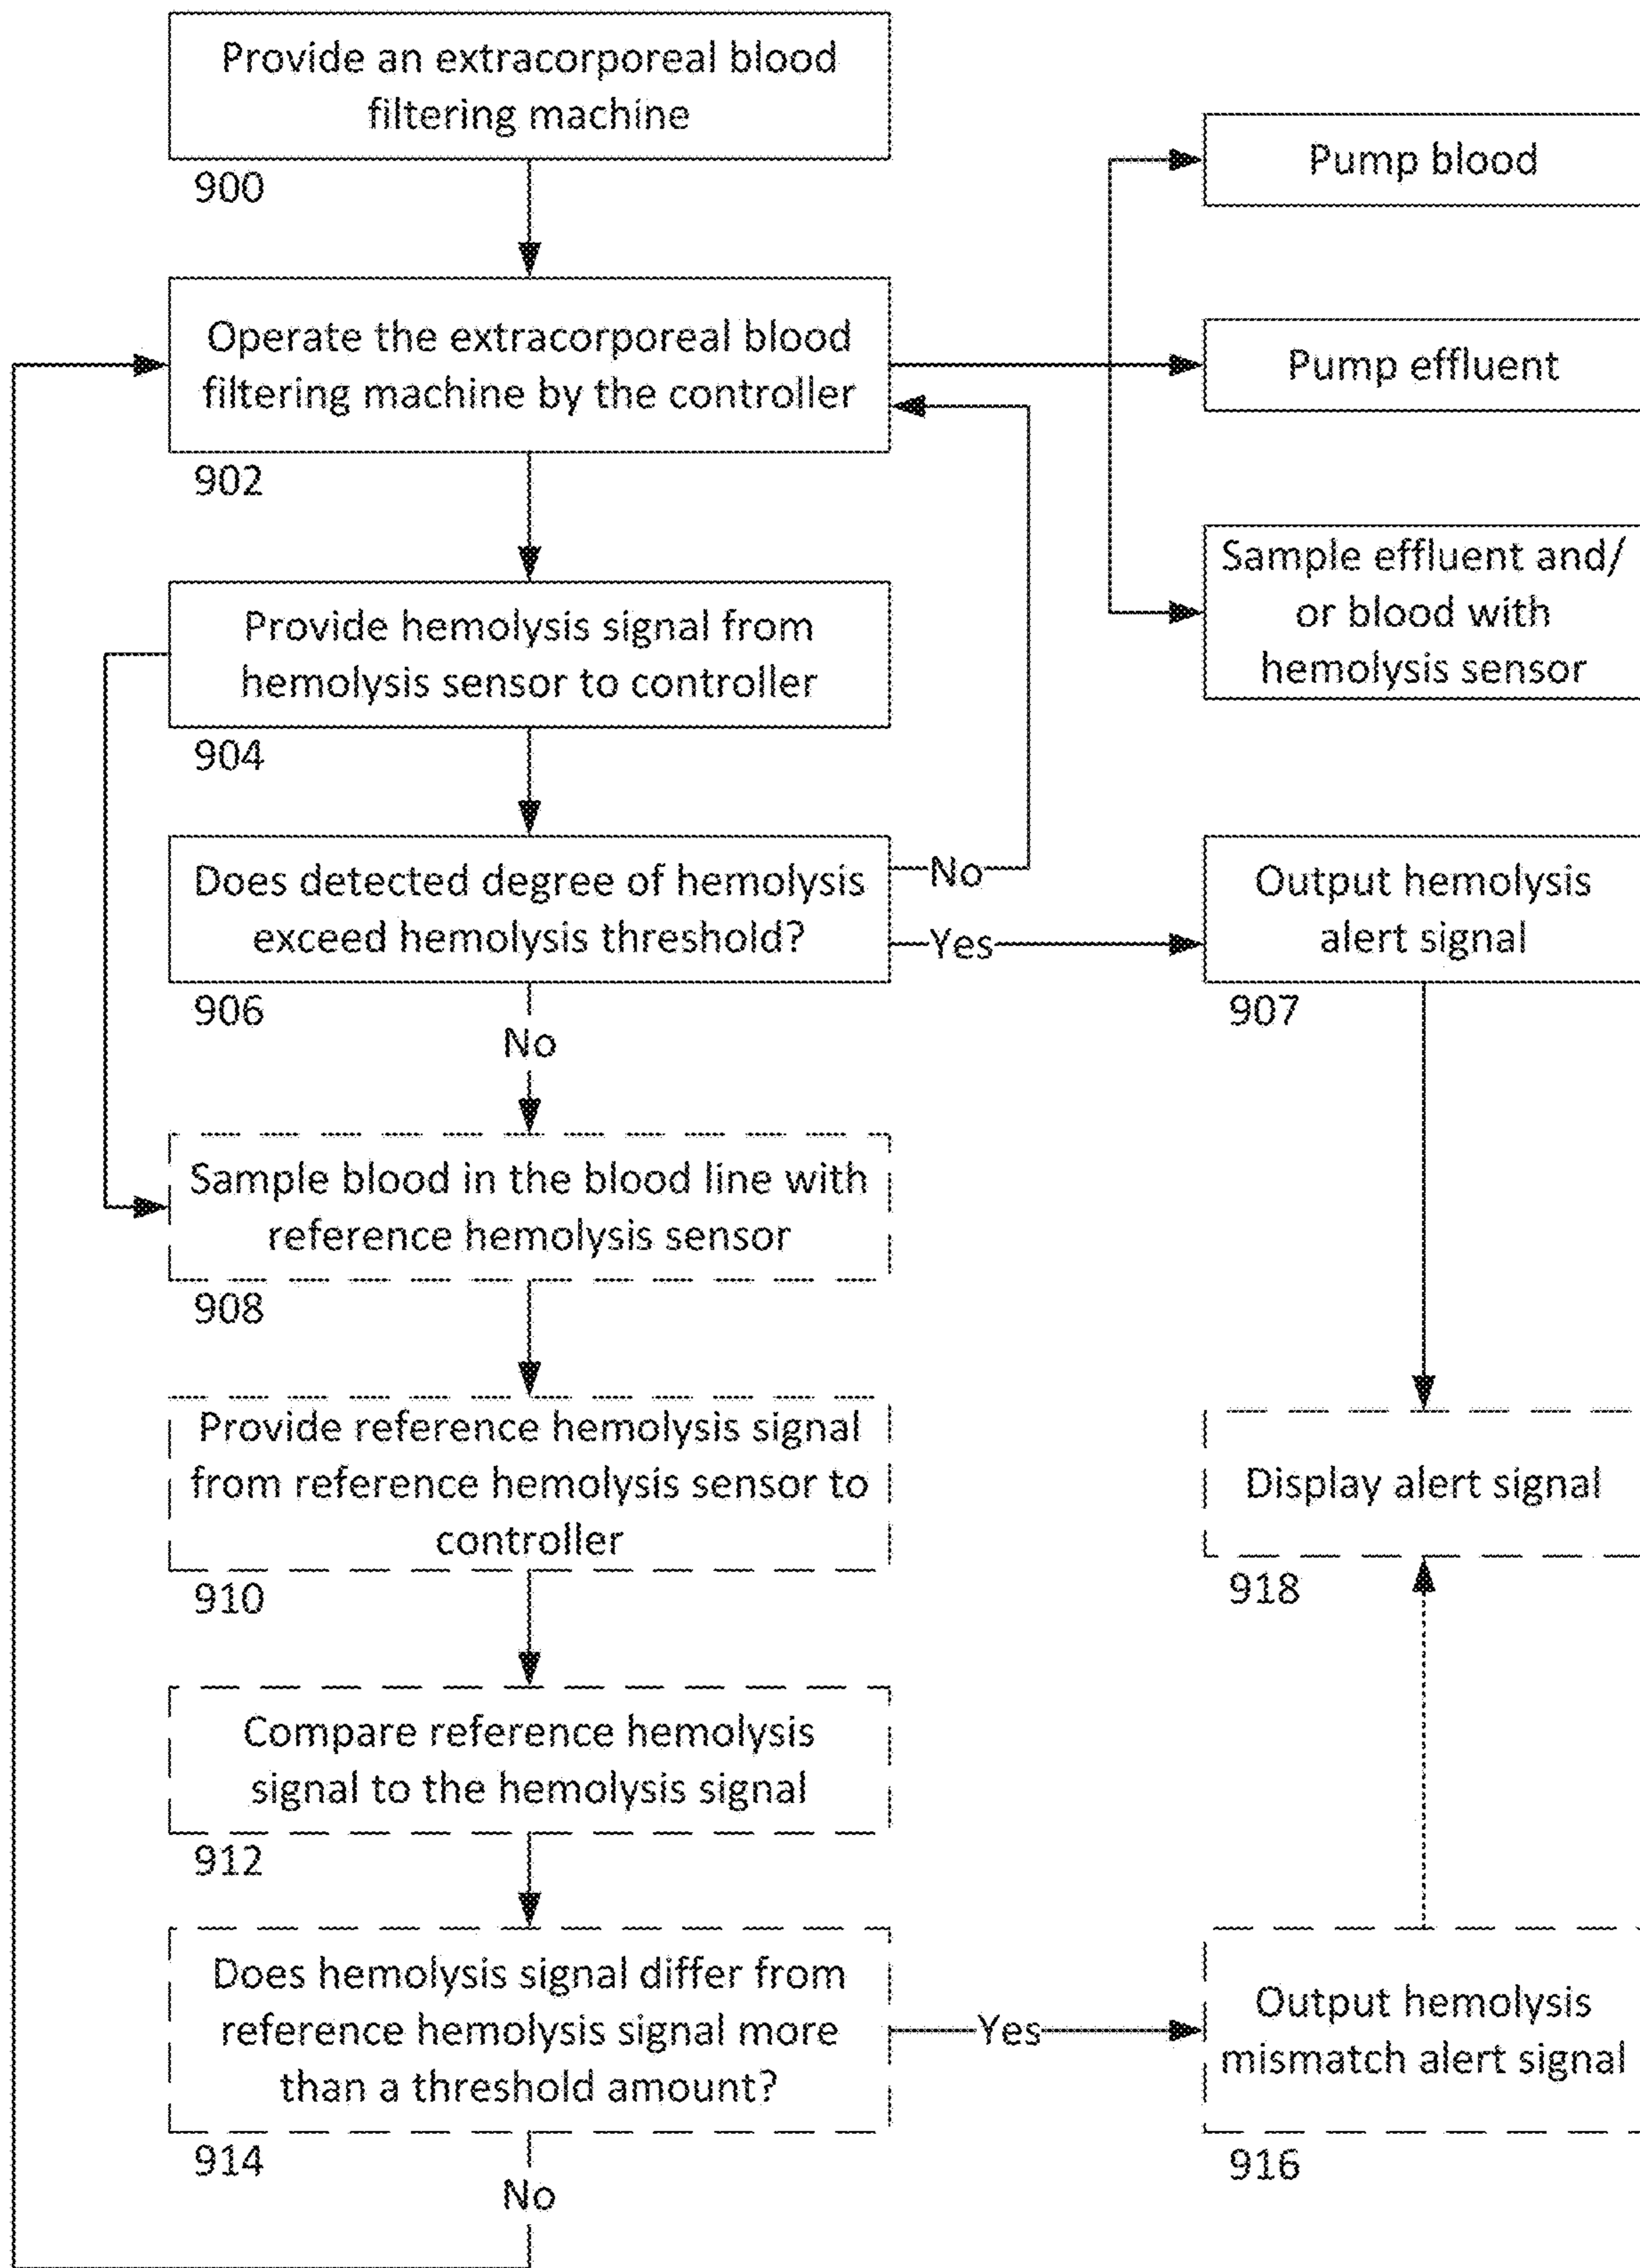 Provide an extracorporeal blood
filtering machine
900
Pump blood
Operate the extracorporeal blood
filtering machine by the controller
902
Pump effluent
Sample effluent and/
or blood with
hemolysis sensor
Provide hemolysis signal from
hemolysis sensor to controller
904
Does detected degree of hemolysis
exceed hemolysis threshold?
906
No
Yes
Output hemolysis
alert signal
907
No
Sample blood in the blood line with
reference hemolysis sensor
908
Provide reference hemolysis signal
from reference hemolysis sensor to
controller
910
Display alert signal
918
Compare reference hemolysis
signal to the hemolysis signal
912
Does hemolysis signal differ from
reference hemolysis signal more
than a threshold amount?
914
Yes
Output hemolysis
mismatch alert signal
916
No